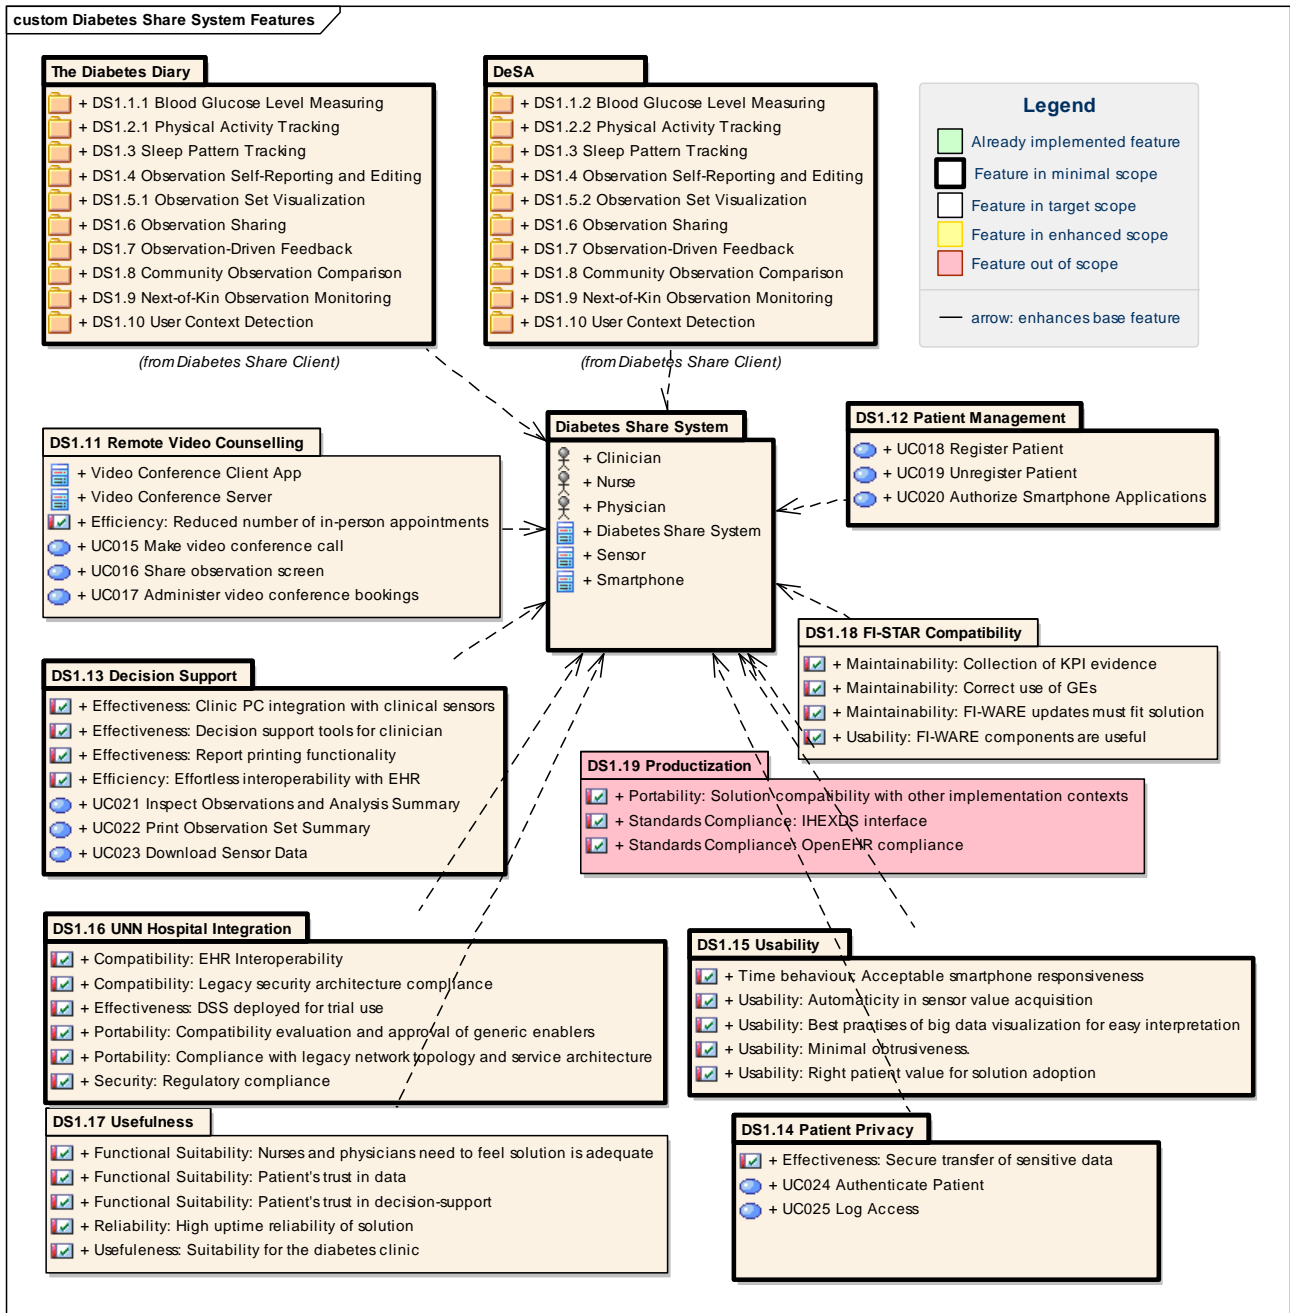 custom Diabetes Share System Features
The Diabetes Diary
+ DS1.1.1 Blood Glucose Level Measuring
+ DS1.2.1 Physical Activity Tracking
+ DS1.3 Sleep Pattern Tracking
+ DS1.4 Observation Self-Reporting and Editing
+ DS1.5.1 Observation Set Visualization
+ DS1.6 Observation Sharing
+ DS1.7 Observation-Driven Feedback
+ DS1.8 Community Observation Comparison
+ DS1.9 Next-of-Kin Observation Monitoring
+ DS1.10 User Context Detection
(from Diabetes Share Client)
DeSA
+ DS1.1.2 Blood Glucose Level Measuring
+ DS1.2.2 Physical Activity Tracking
+ DS1.3 Sleep Pattern Tracking
+ DS1.4 Observation Self-Reporting and Editing
+ DS1.5.2 Observation Set Visualization
+ DS1.6 Observation Sharing
+ DS1.7 Observation-Driven Feedback
+ DS1.8 Community Observation Comparison
+ DS1.9 Next-of-Kin Observation Monitoring
+ DS1.10 User Context Detection
(from Diabetes Share Client)
Legend
Already implemented feature
Feature in minimal scope
Feature in target scope
Feature in enhanced scope
Feature out of scope
arrow: enhances base feature
DS1.11 Remote Video Counselling
+ Video Conference Client App
+ Video Conference Server
+ Efficiency: Reduced number of in-person appointments
+ UC015 Make video conference call
+ UC016 Share observation screen
+ UC017 Administer video conference bookings
Diabetes Share System
+ Clinician
+ Nurse
+ Physician
+ Diabetes Share System
+ Sensor
+ Smartphone
DS1.12 Patient Management
+ UC018 Register Patient
+ UC019 Unregister Patient
+ UC020 Authorize Smartphone Applications
DS1.18 FI-STAR Compatibility
+ Maintainability: Collection of KPI evidence
+ Maintainability: Correct use of GEs
+ Maintainability: FI-WARE updates must fit solution
+ Usability: FI-WARE components are useful
DS1.13 Decision Support
+ Effectiveness: Clinic PC integration with clinical sensors
+ Effectiveness: Decision support tools for clinician
+ Effectiveness: Report printing functionality
+ Efficiency: Effortless interoperability with EHR
+ UC021 Inspect Observations and Analysis Summary
+ UC022 Print Observation Set Summary
+ UC023 Download Sensor Data
DS1.19 Productization
+ Portability: Solution compatibility with other implementation contexts
+ Standards Compliance: IHEXDS interface
+ Standards Compliance: OpenEHR compliance
DS1.16 UNN Hospital Integration
+ Compatibility: EHR Interoperability
+ Compatibility: Legacy security architecture compliance
+ Effectiveness: DSS deployed for trial use
+ Portability: Compatibility evaluation and approval of generic enablers
+ Portability: Compliance with legacy network topology and service architecture
+ Security: Regulatory compliance
DS1.15 Usability
+ Time behaviour: Acceptable smartphone responsiveness
+ Usability: Automaticity in sensor value acquisition
+ Usability: Best practises of big data visualization for easy interpretation
+ Usability: Minimal obtrusiveness.
+ Usability: Right patient value for solution adoption
DS1.17 Usefulness
+ Functional Suitability: Nurses and physicians need to feel solution is adequate
+ Functional Suitability: Patient's trust in data
+ Functional Suitability: Patient's trust in decision-support
+ Reliability: High uptime reliability of solution
+ Usefuleness: Suitability for the diabetes clinic
DS1.14 Patient Privacy
+ Effectiveness: Secure transfer of sensitive data
+ UC024 Authenticate Patient
+ UC025 Log Access